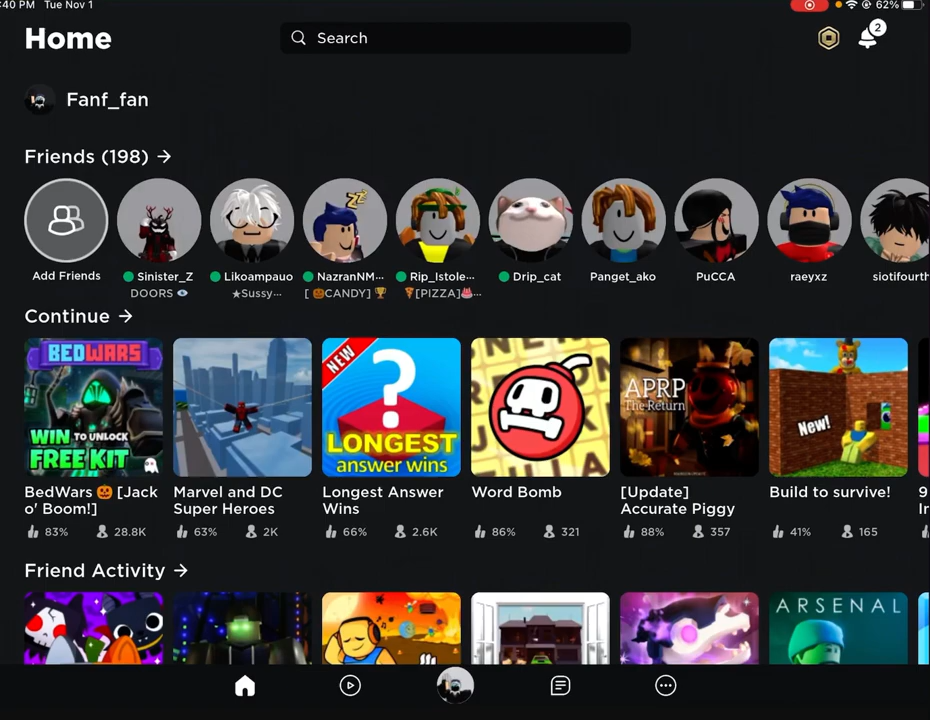 :40 PM Tue Nov 1
62%
Home
Search
2
Fanf_fan
Friends (198) →
Add Friends
Sinister_Z
DOORS
Likoampauo
★Sussy...
NazranNM...
[🎃CANDY] 🏆
Rip_Istole...
🍕[PIZZA]🎂...
Drip_cat
Panget_ako
PuCCA
raeyxz
siotifourth
Continue →
BEDWARS
WIN TO UNLOCK
FREE KIT
NEW
?
LONGEST
answer wins
APRP
The Return
New!
BedWars 🎃 [Jack
o' Boom!]
Marvel and DC
Super Heroes
Longest Answer
Wins
Word Bomb
[Update]
Accurate Piggy
Build to survive!
9
83% 28.8K
63% 2K
66% 2.6K
86% 321
88% 357
41% 165
Friend Activity →
ARSENAL